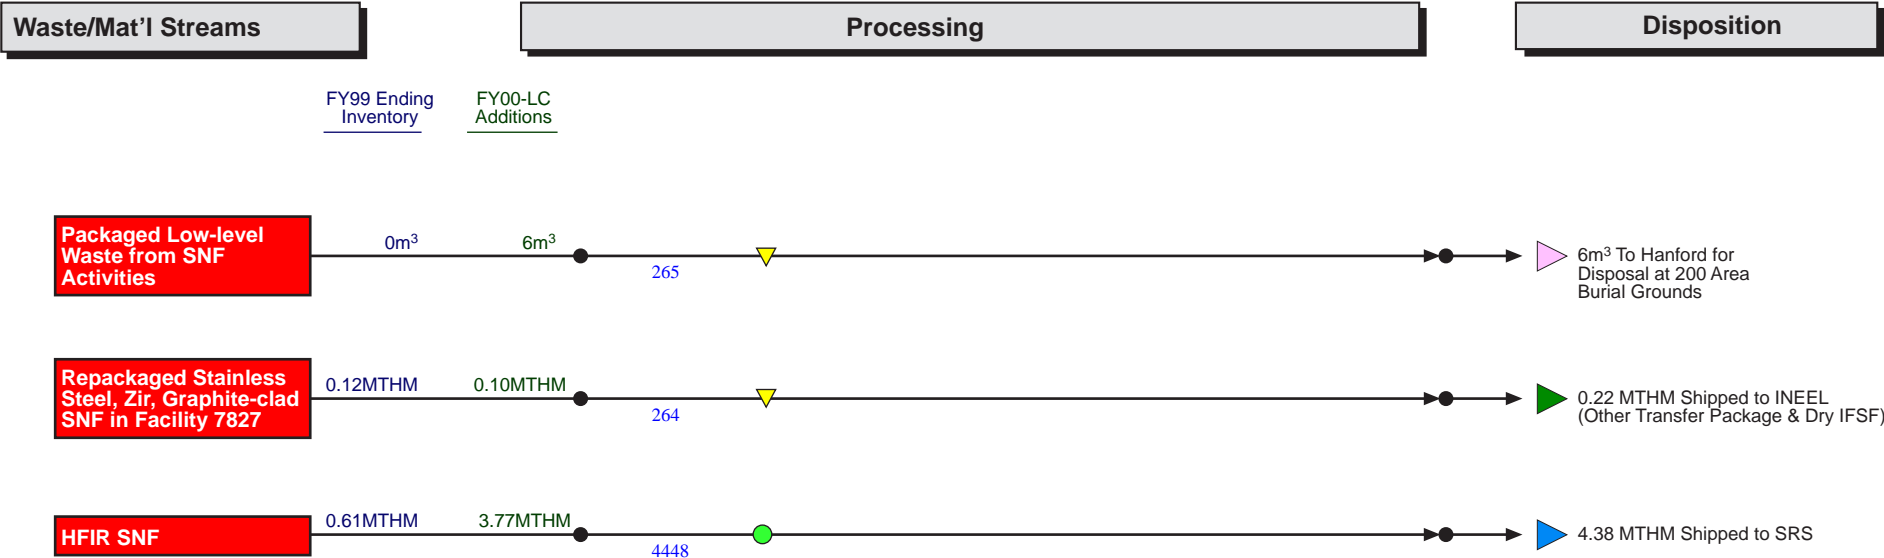 Waste/Mat'l Streams
Processing
Disposition
FY99 Ending
Inventory
FY00-LC
Additions
Packaged Low-level
Waste from SNF
Activities
0m³
6m³
265
6m³ To Hanford for
Disposal at 200 Area
Burial Grounds
Repackaged Stainless
Steel, Zir, Graphite-clad
SNF in Facility 7827
0.12MTHM
0.10MTHM
264
0.22 MTHM Shipped to INEEL
(Other Transfer Package & Dry IFSF)
HFIR SNF
0.61MTHM
3.77MTHM
4448
4.38 MTHM Shipped to SRS